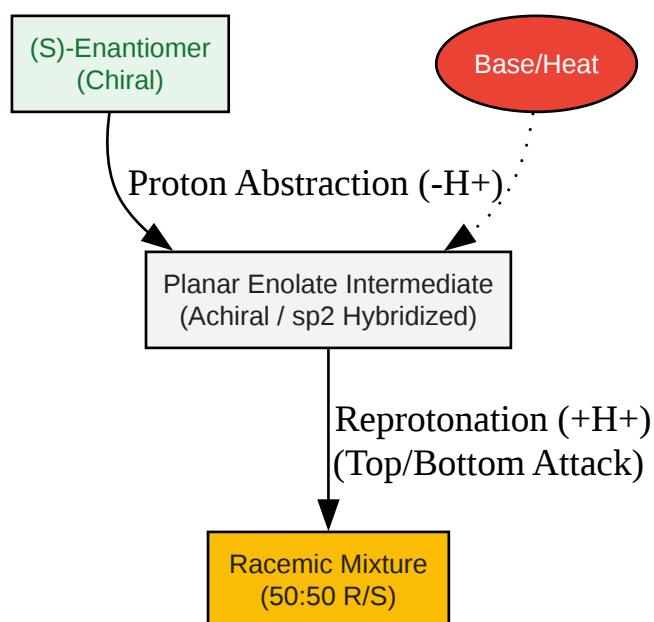 (S)-Enantiomer
(Chiral)
Base/Heat
Proton Abstraction (-H+)
Planar Enolate Intermediate
(Achiral / sp2 Hybridized)
Reprotonation (+H+)
(Top/Bottom Attack)
Racemic Mixture
(50:50 R/S)